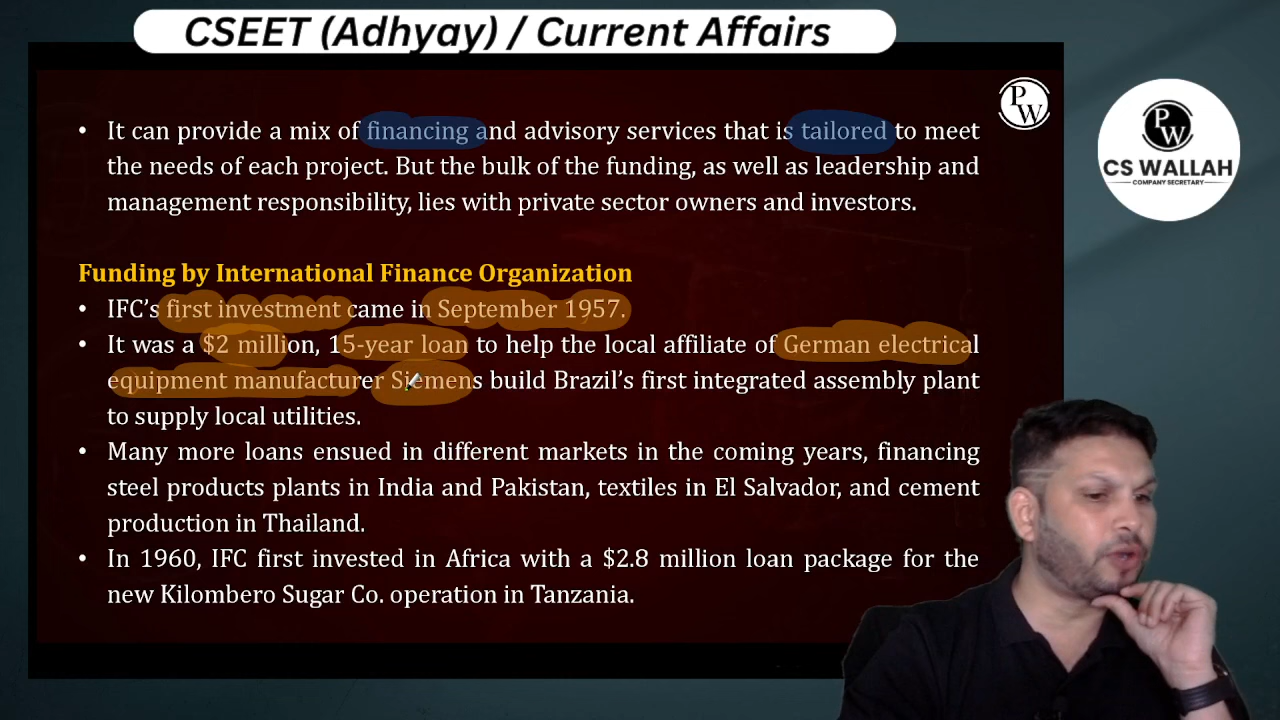 CSEET (Adhyay) / Current Affairs
PW
PW
CS WALLAH
COMPANY SECRETARY
• It can provide a mix of financing and advisory services that is tailored to meet
the needs of each project. But the bulk of the funding, as well as leadership and
management responsibility, lies with private sector owners and investors.
Funding by International Finance Organization
• IFC’s first investment came in September 1957.
• It was a $2 million, 15-year loan to help the local affiliate of German electrical
equipment manufacturer Siemens build Brazil’s first integrated assembly plant
to supply local utilities.
• Many more loans ensued in different markets in the coming years, financing
steel products plants in India and Pakistan, textiles in El Salvador, and cement
production in Thailand.
• In 1960, IFC first invested in Africa with a $2.8 million loan package for the
new Kilombero Sugar Co. operation in Tanzania.